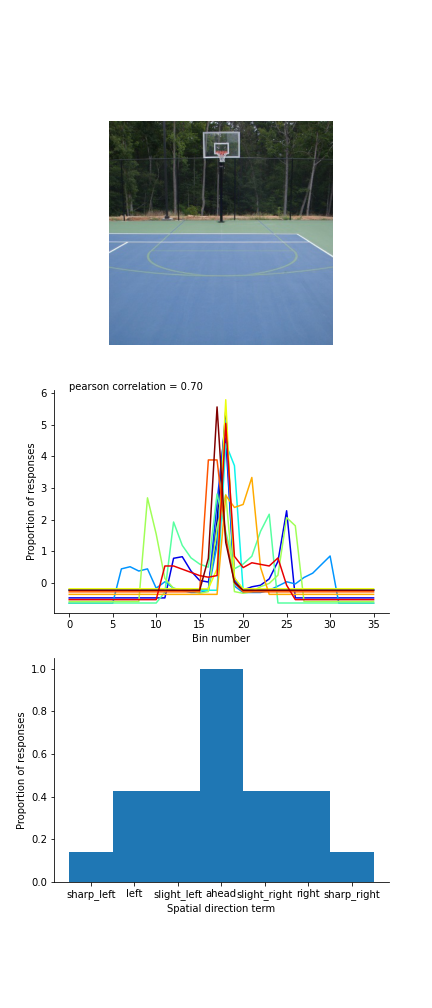 pearson correlation = 0.70
6
5
4
3
2
1
0
Proportion of responses
0 5 10 15 20 25 30 35
Bin number
1.0
0.8
0.6
0.4
0.2
0.0
Proportion of responses
sharp_left left slight_left ahead slight_right right sharp_right
Spatial direction term